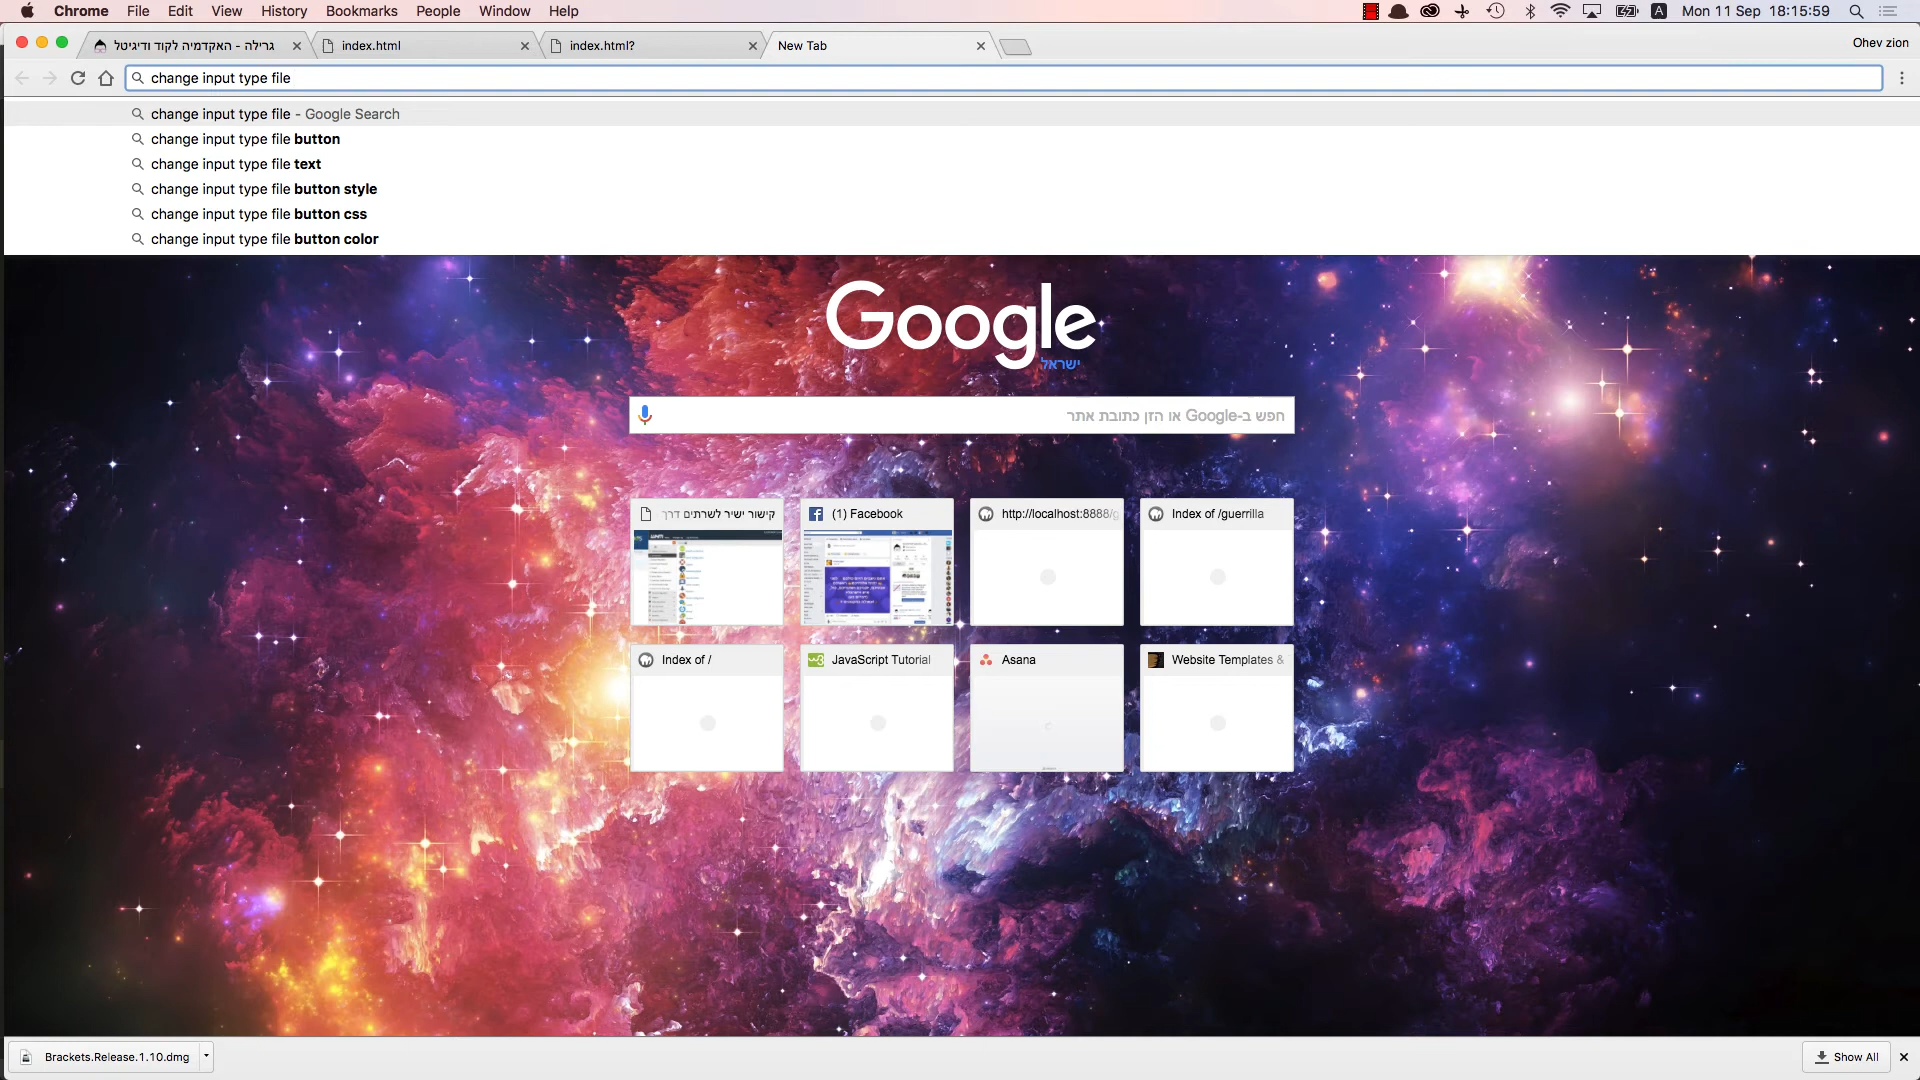 Chrome File Edit View History Bookmarks People Window Help
A Mon 11 Sep 18:15:59
גרילה - האקדמיה לקוד ודיגיטל
index.html
index.html?
New Tab
Ohev zion
change input type file
change input type file - Google Search
change input type file button
change input type file text
change input type file button style
change input type file button css
change input type file button color
Google
ישראל
חפש ב-Google או הזן כתובת אתר
קישור ישיר לשרתים דרך
(1) Facebook
http://localhost:8888/g
Index of /guerrilla
Index of /
w3 JavaScript Tutorial
Asana
Website Templates &
Brackets.Release.1.10.dmg
Show All